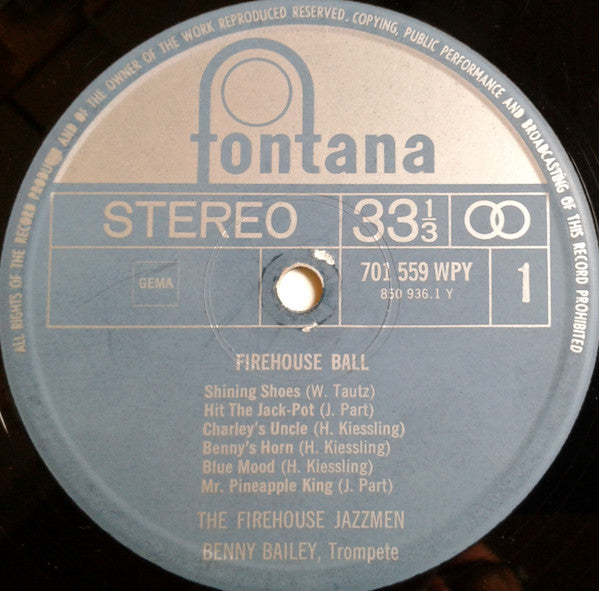 ALL RIGHTS OF THE RECORD PRODUCER AND OF THE OWNER OF THE WORK REPRODUCED RESERVED. COPYING, PUBLIC PERFORMANCE AND BROADCASTING OF THIS RECORD PROHIBITED
fontana
STEREO 33 1/3
GEMA
701 559 WPY
850 936.1 Y
1
FIREHOUSE BALL
Shining Shoes (W. Tautz)
Hit The Jack-Pot (J. Part)
Charley's Uncle (H. Kiessling)
Benny's Horn (H. Kiessling)
Blue Mood (H. Kiessling)
Mr. Pineapple King (J. Part)
THE FIREHOUSE JAZZMEN
BENNY BAILEY, Trompete